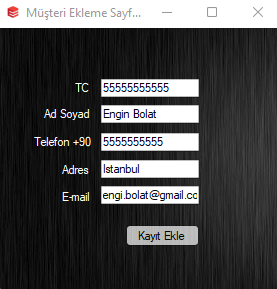 Müşteri Ekleme Sayf...
TC 55555555555
Ad Soyad Engin Bolat
Telefon +90 5555555555
Adres Istanbul
E-mail engi.bolat@gmail.cc
Kayıt Ekle